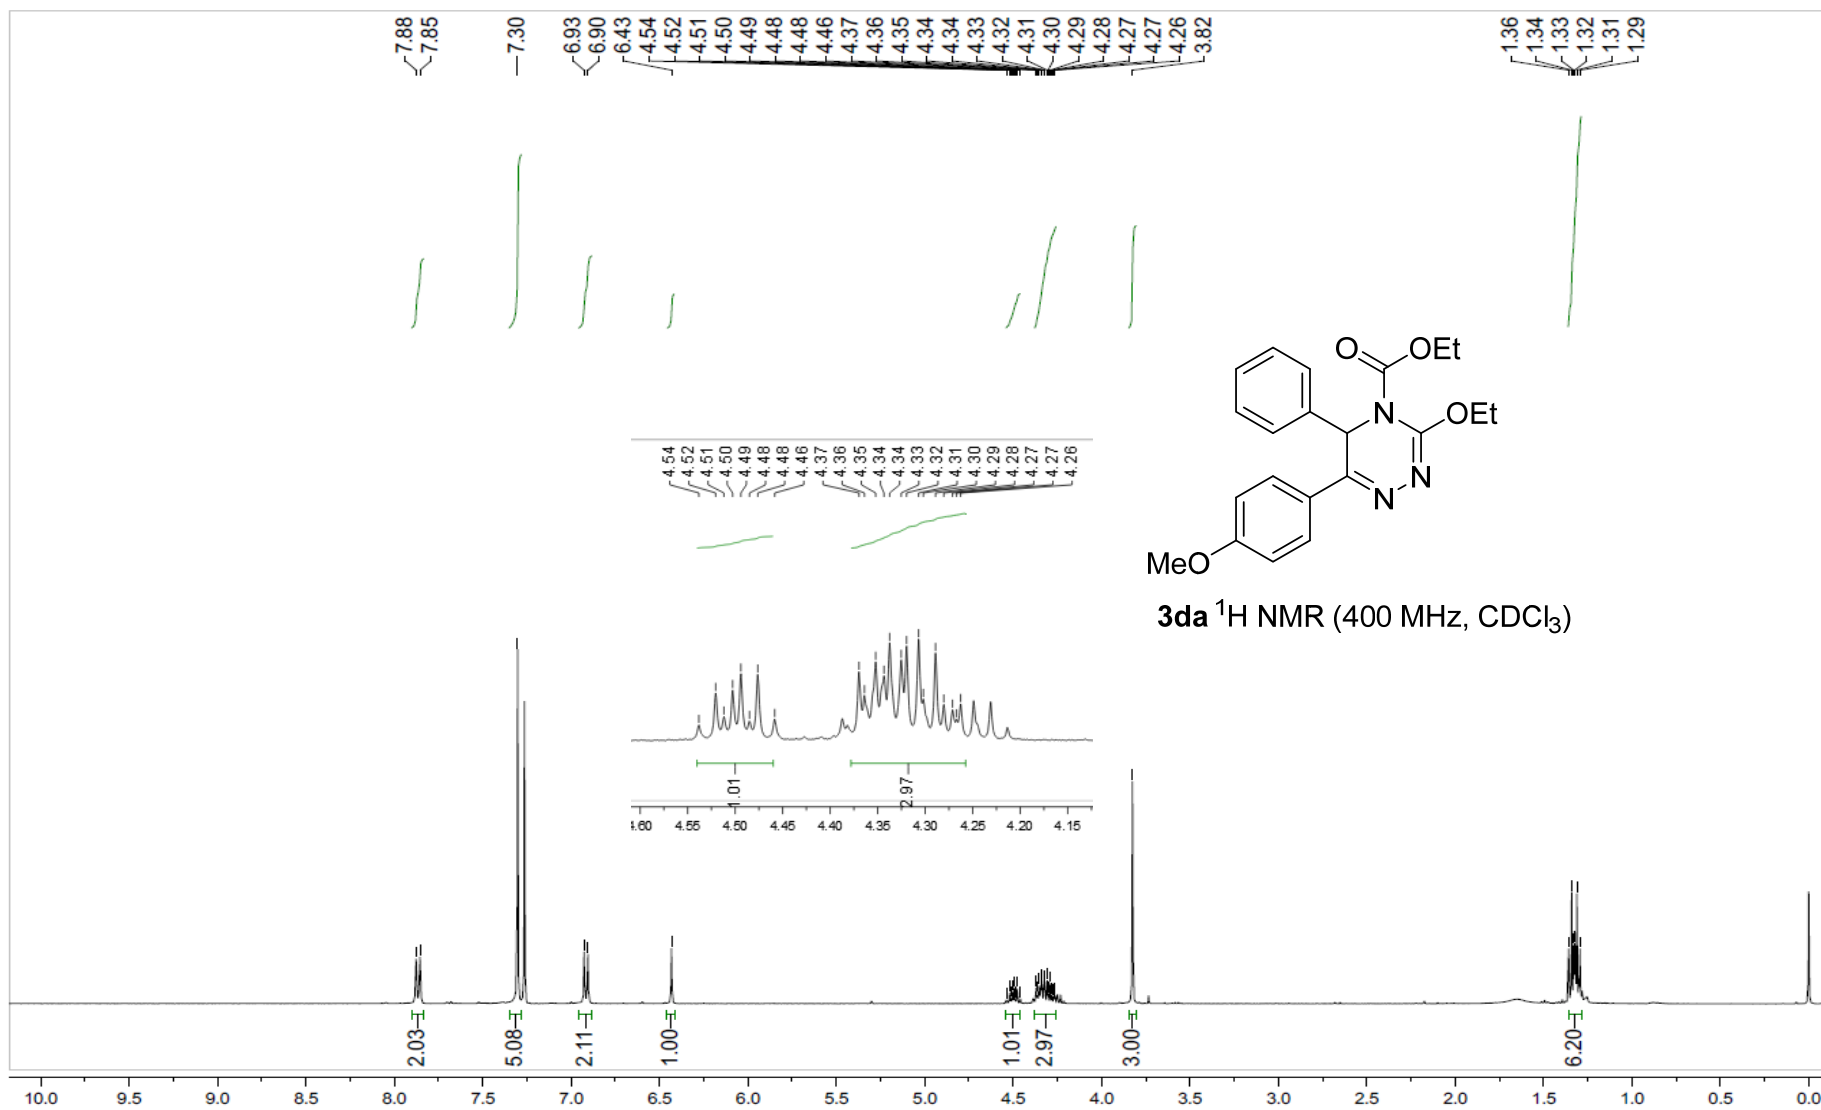 7.88 7.85 7.30 6.93 6.90 6.43 4.54 4.52 4.51 4.50 4.49 4.48 4.48 4.46 4.37 4.36 4.35 4.34 4.34 4.33 4.32 4.31 4.30 4.29 4.28 4.27 4.27 4.26 3.82 1.36 1.34 1.33 1.32 1.31 1.29
O OEt
N OEt
N
N
MeO
3da ¹H NMR (400 MHz, CDCl₃)
4.54 4.52 4.51 4.50 4.49 4.48 4.48 4.46 4.37 4.36 4.35 4.34 4.34 4.33 4.32 4.31 4.30 4.29 4.28 4.27 4.27 4.26
1.01 2.97
4.60 4.55 4.50 4.45 4.40 4.35 4.30 4.25 4.20 4.15
2.03 5.08 2.11 1.00 1.01 2.97 3.00 6.20
10.0 9.5 9.0 8.5 8.0 7.5 7.0 6.5 6.0 5.5 5.0 4.5 4.0 3.5 3.0 2.5 2.0 1.5 1.0 0.5 0.0